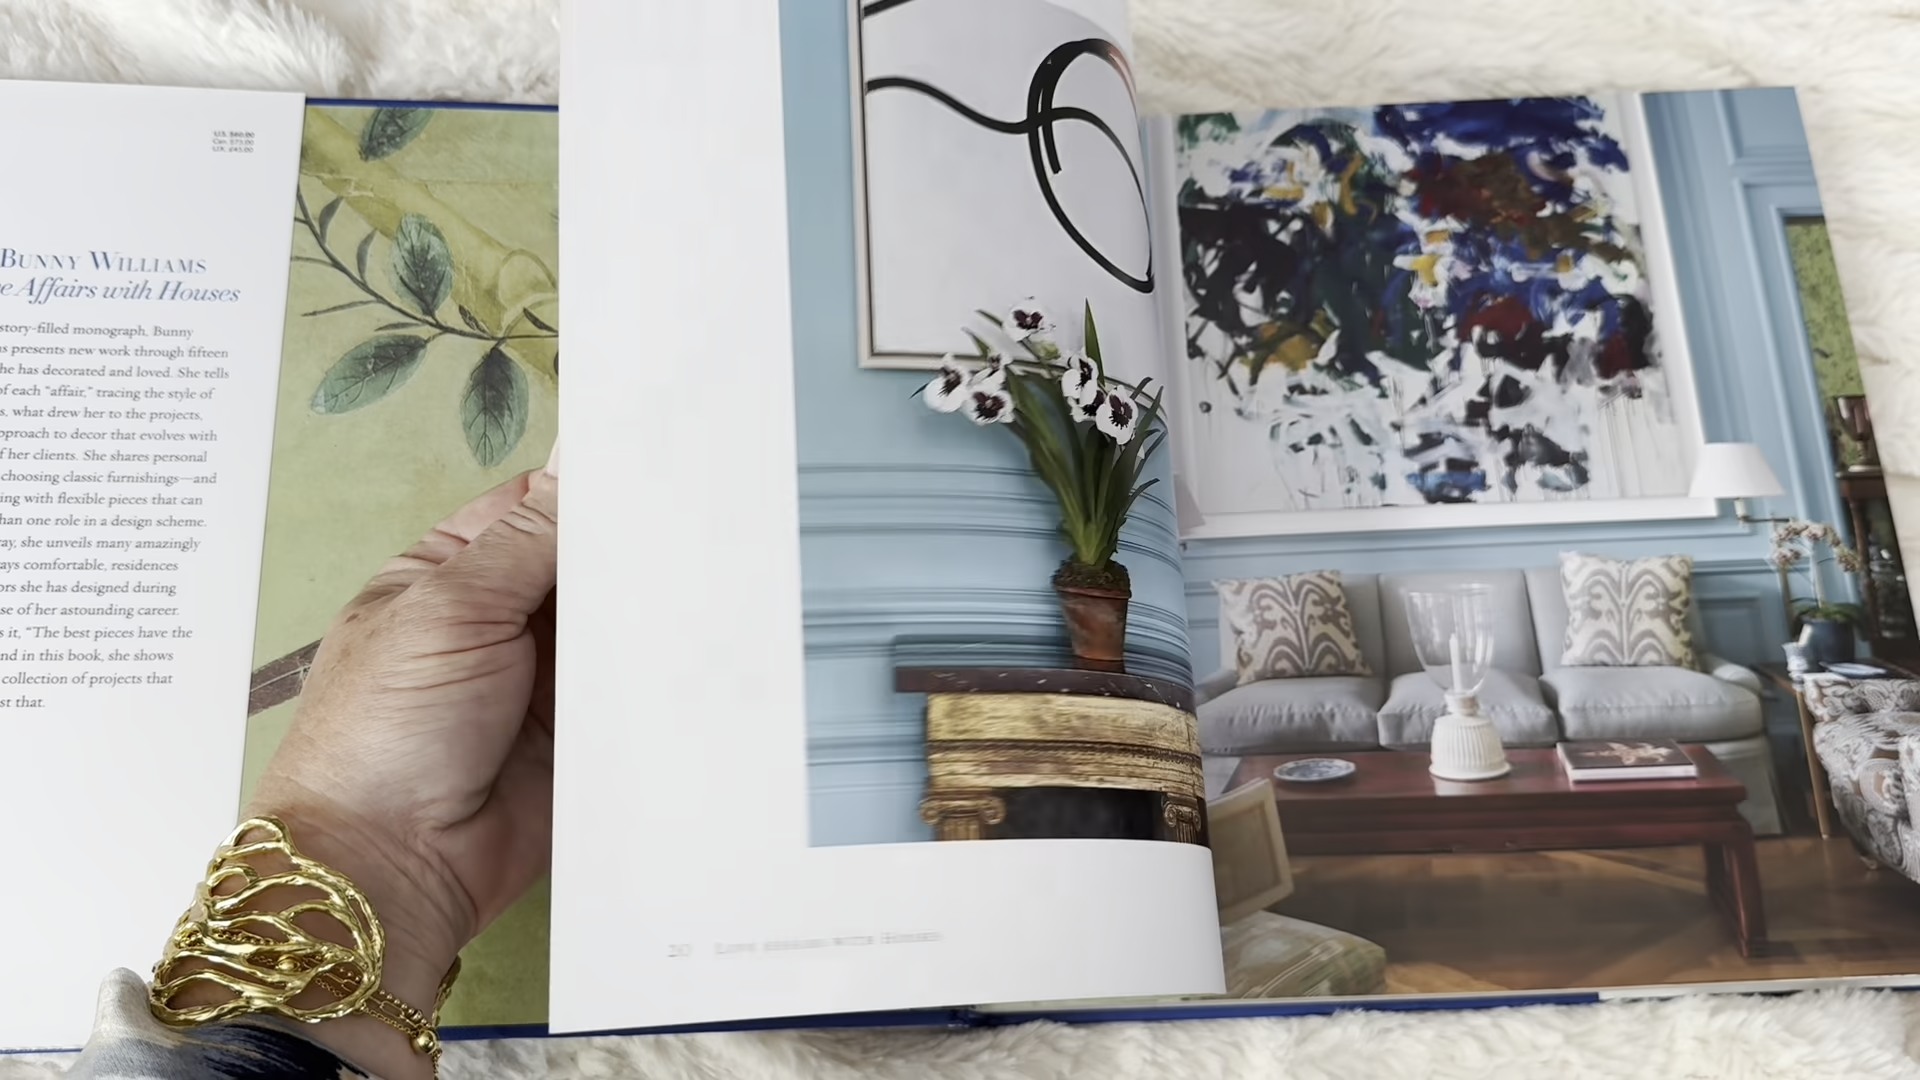 U.S. $60.00
Can. $75.00
U.K. £45.00
BUNNY WILLIAMS
Affairs with Houses
story-filled monograph, Bunny
presents new work through fifteen
he has decorated and loved. She tells
of each “affair,” tracing the style of
what drew her to the projects,
pproach to decor that evolves with
f her clients. She shares personal
choosing classic furnishings—and
ing with flexible pieces that can
han one role in a design scheme.
ay, she unveils many amazingly
ays comfortable, residences
ors she has designed during
se of her astounding career.
s it, “The best pieces have the
nd in this book, she shows
collection of projects that
st that.
LOVE AFFAIRS WITH HOUSES